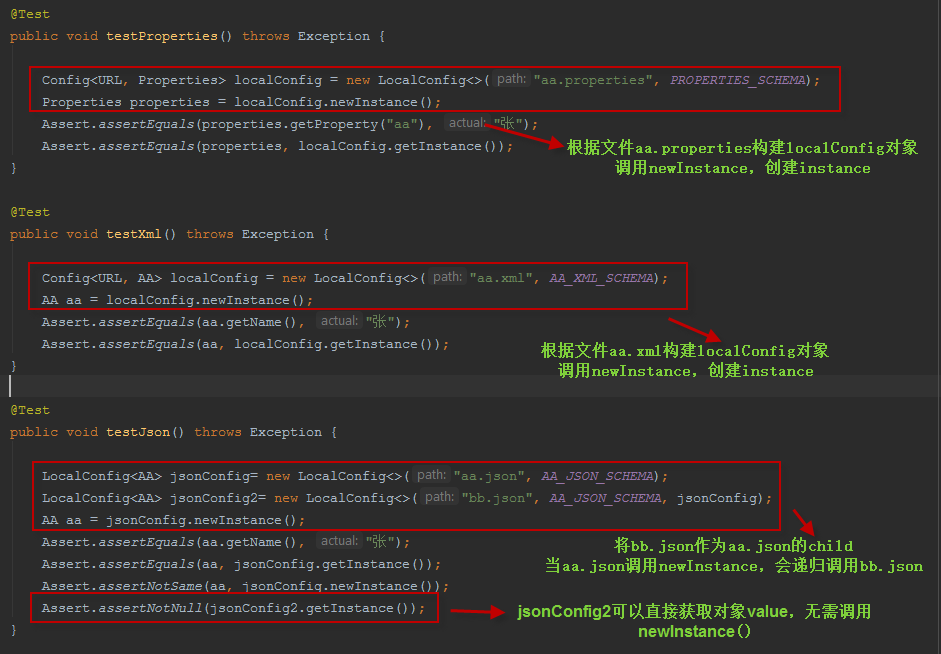 @Test
public void testProperties() throws Exception {
Config<URL, Properties> localConfig = new LocalConfig<>( path: "aa.properties", PROPERTIES_SCHEMA);
Properties properties = localConfig.newInstance();
Assert.assertEquals(properties.getProperty("aa"), actual: "张");
Assert.assertEquals(properties, localConfig.getInstance());
根据文件aa.properties构建localConfig对象
调用newInstance，创建instance
}
@Test
public void testXml() throws Exception {
Config<URL, AA> localConfig = new LocalConfig<>( path: "aa.xml", AA_XML_SCHEMA);
AA aa = localConfig.newInstance();
Assert.assertEquals(aa.getName(), actual: "张");
Assert.assertEquals(aa, localConfig.getInstance());
根据文件aa.xml构建localConfig对象
调用newInstance，创建instance
}
@Test
public void testJson() throws Exception {
LocalConfig<AA> jsonConfig= new LocalConfig<>( path: "aa.json", AA_JSON_SCHEMA);
LocalConfig<AA> jsonConfig2= new LocalConfig<>( path: "bb.json", AA_JSON_SCHEMA, jsonConfig);
AA aa = jsonConfig.newInstance();
Assert.assertEquals(aa.getName(), actual: "张");
Assert.assertEquals(aa, jsonConfig.getInstance());
Assert.assertNotSame(aa, jsonConfig.newInstance());
Assert.assertNotNull(jsonConfig2.getInstance());
将bb.json作为aa.json的child
当aa.json调用newInstance，会递归调用bb.json
jsonConfig2可以直接获取对象value，无需调用
newInstance()
}